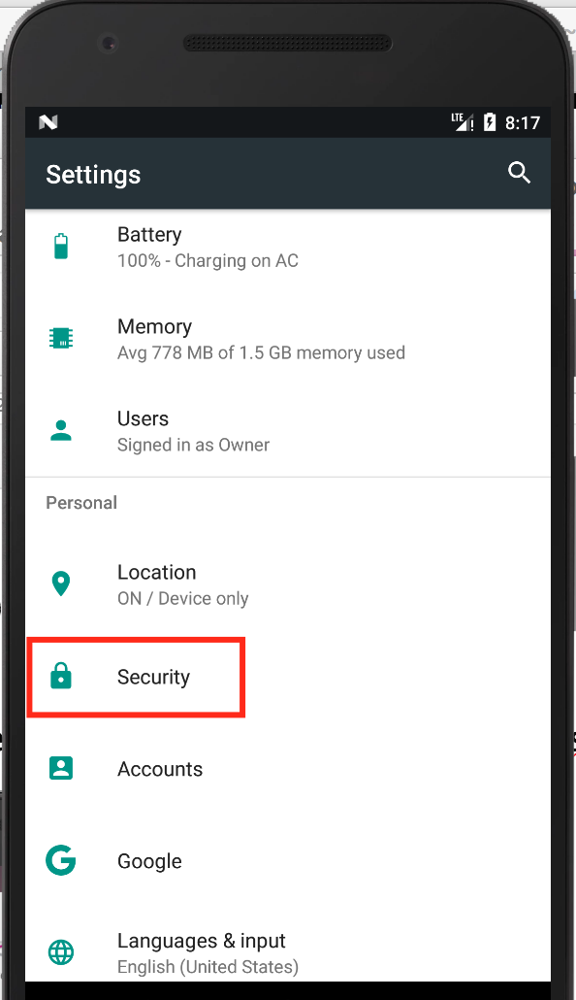 LTE
8:17
Settings
Battery
100% - Charging on AC
Memory
Avg 778 MB of 1.5 GB memory used
Users
Signed in as Owner
Personal
Location
ON / Device only
Security
Accounts
Google
Languages & input
English (United States)